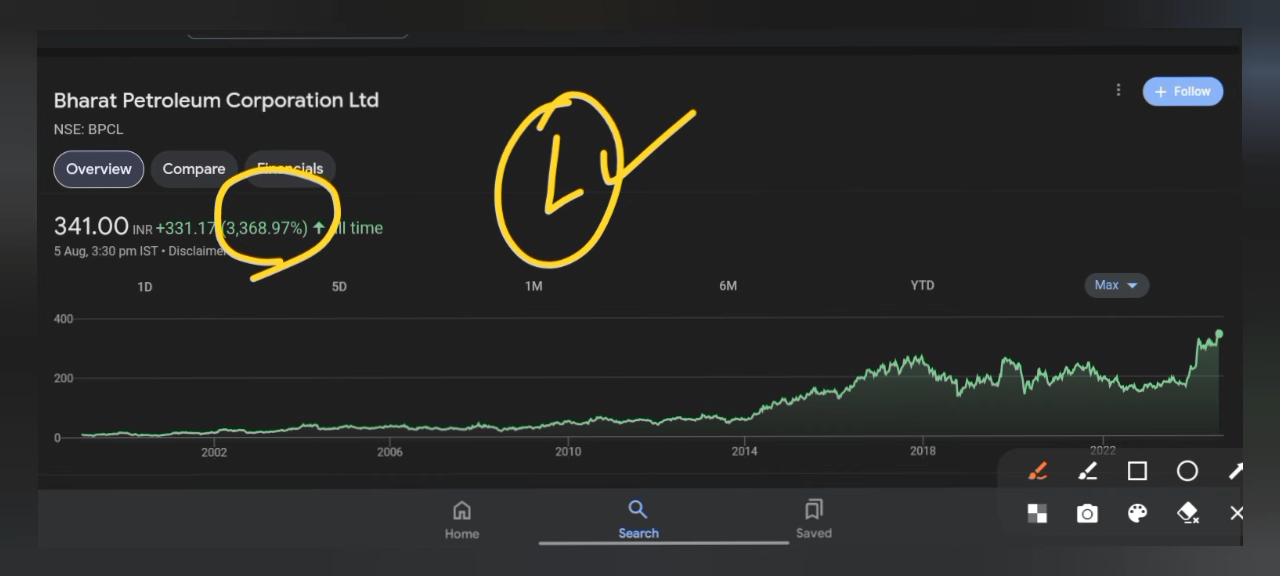 Bharat Petroleum Corporation Ltd
+ Follow
NSE: BPCL
Overview Compare Financials
L
341.00 INR +331.17 (3,368.97%) all time
5 Aug, 3:30 pm IST • Disclaimer
1D 5D 1M 6M YTD Max
400
200
0
2002 2006 2010 2014 2018 2022
Home Search Saved